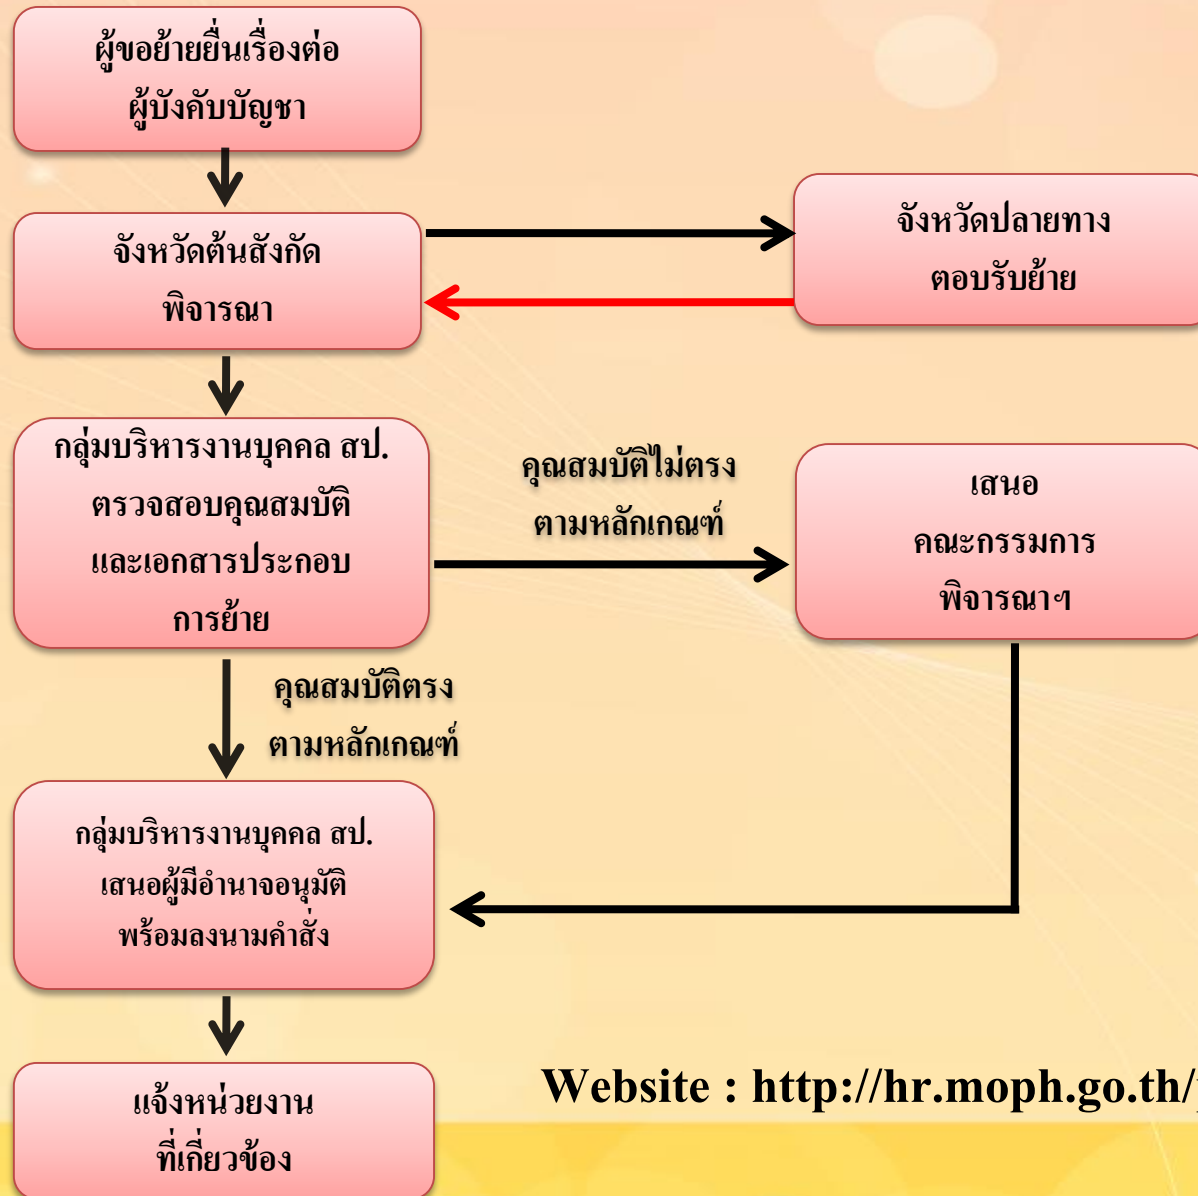 ผู้ขอย้ายยื่นเรื่องต่อ
ผู้บังคับบัญชา
จังหวัดต้นสังกัด
พิจารณา
จังหวัดปลายทาง
ตอบรับย้าย
กลุ่มบริหารงานบุคคล สป.
ตรวจสอบคุณสมบัติ
และเอกสารประกอบ
การย้าย
คุณสมบัติไม่ตรง
ตามหลักเกณฑ์
เสนอ
คณะกรรมการ
พิจารณาฯ
คุณสมบัติตรง
ตามหลักเกณฑ์
กลุ่มบริหารงานบุคคล สป.
เสนอผู้มีอำนาจอนุมัติ
พร้อมลงนามคำสั่ง
แจ้งหน่วยงาน
ที่เกี่ยวข้อง
Website : http://hr.moph.go.th/